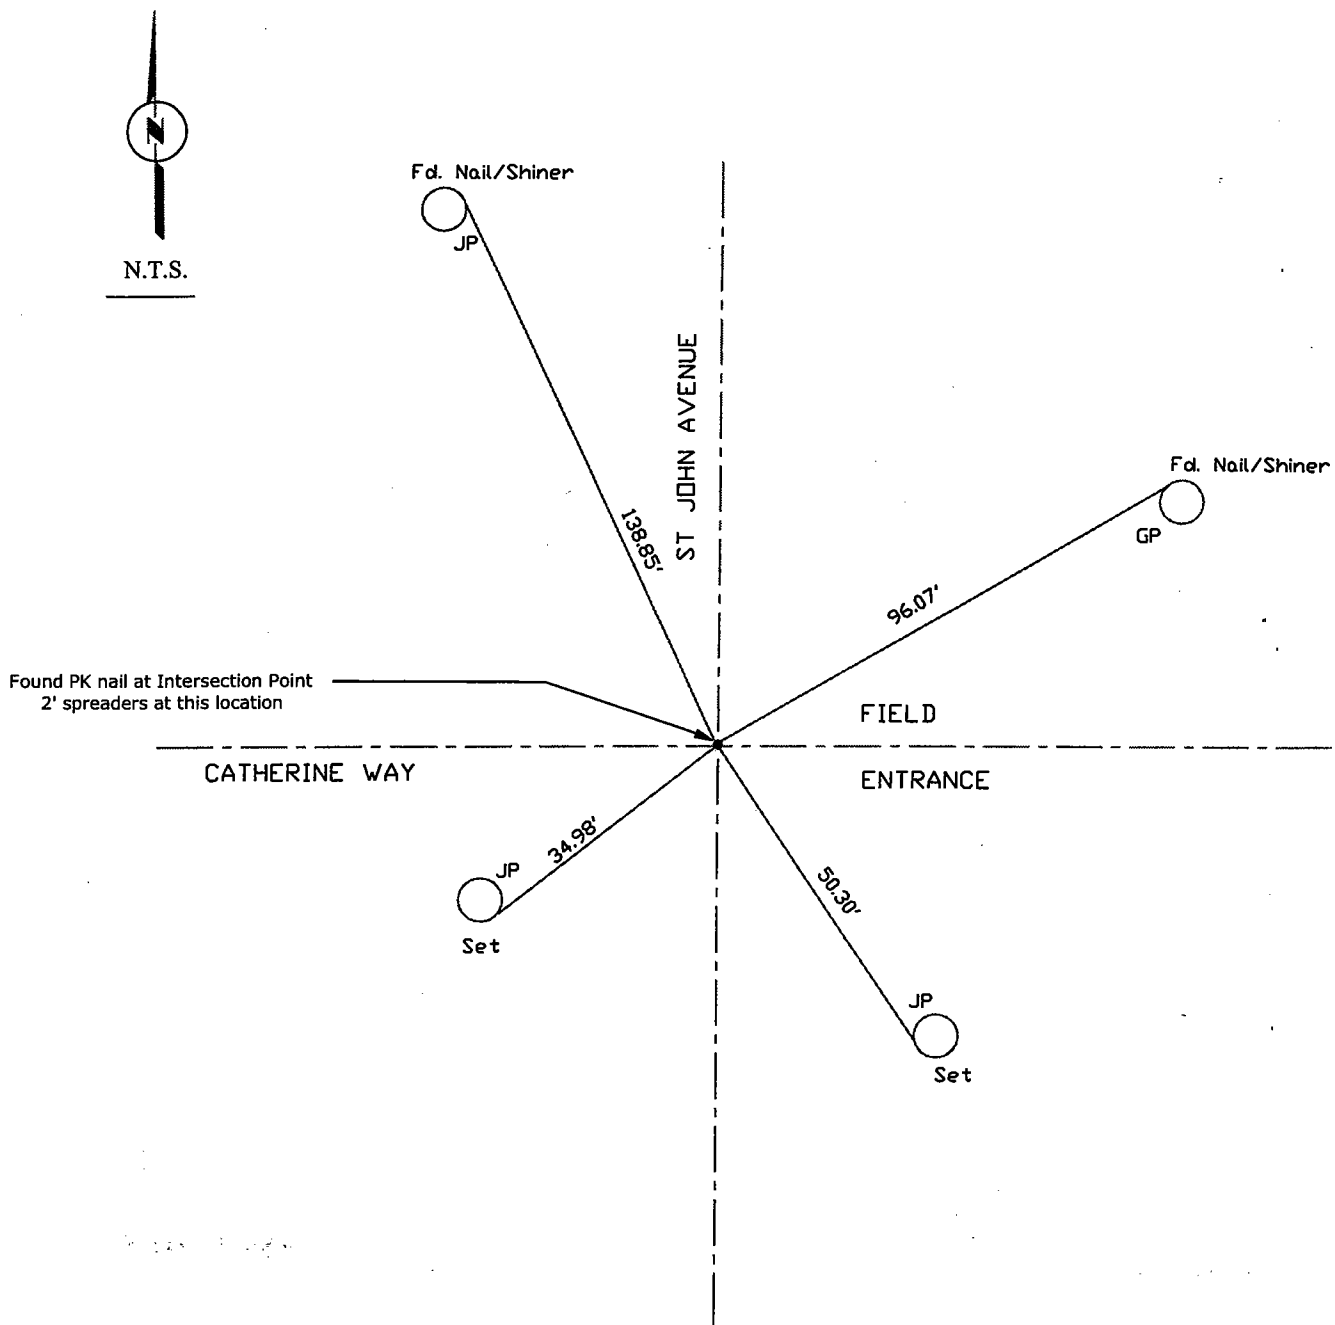 N
N.T.S.
Fd. Nail/Shiner
JP
ST JOHN AVENUE
138.85'
Fd. Nail/Shiner
GP
96.07'
Found PK nail at Intersection Point
2' spreaders at this location
FIELD
CATHERINE WAY
ENTRANCE
34.98'
JP
Set
50.30'
JP
Set